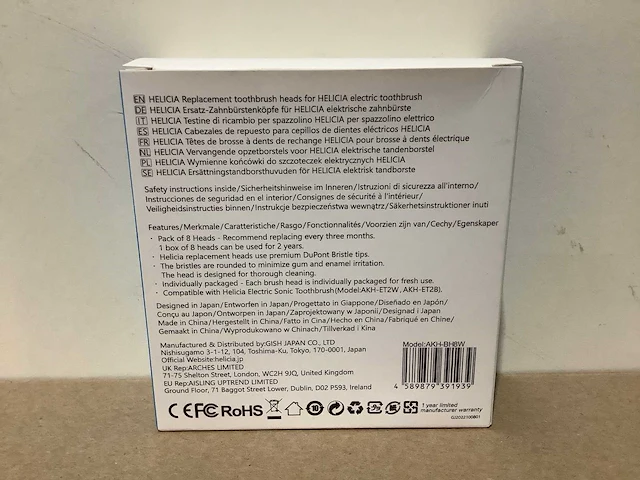 EN HELICIA Replacement toothbrush heads for HELICIA electric toothbrush
DE HELICIA Ersatz-Zahnbürstenköpfe für HELICIA elektrische zahnbürste
IT HELICIA Testine di ricambio per spazzolino HELICIA per spazzolino elettrico
ES HELICIA Cabezales de repuesto para cepillos de dientes eléctricos HELICIA
FR HELICIA Têtes de brosse à dents de rechange HELICIA pour brosse à dents électrique
NL HELICIA Vervangende opzetborstels voor HELICIA elektrische tandenborstel
PL HELICIA Wymienne końcówki do szczoteczek elektrycznych HELICIA
SE HELICIA Ersättningstandborsthuvuden för HELICIA elektrisk tandborste
Safety instructions inside/Sicherheitshinweise im Inneren/Istruzioni di sicurezza all'interno/
Instrucciones de seguridad en el interior/Consignes de sécurité à l'intérieur/
Veiligheidsinstructies binnen/Instrukcje bezpieczeństwa wewnątrz/Säkerhetsinstruktioner inuti
Features/Merkmale/Caratteristiche/Rasgo/Fonctionnalités/Voorzien zijn van/Cechy/Egenskaper
· Pack of 8 Heads - Recommend replacing every three months.
1 box of 8 heads can be used for 2 years.
· Helicia replacement heads use premium DuPont Bristle tips.
· The bristles are rounded to minimize gum and enamel irritation.
The head is designed for thorough cleaning.
· Individually packaged - Each brush head is individually packaged for fresh use.
· Compatible with Helicia Electric Sonic Toothbrush(Model:AKH-ET2W , AKH-ET2B).
Designed in Japan/Entworfen in Japan/Progettato in Giappone/Diseñado en Japón/
Conçu au Japon/Ontworpen in Japan/Zaprojektowany w Japonii/Designad i Japan
Made in China/Hergestellt in China/Fatto in Cina/Hecho en China/Fabriqué en Chine/
Gemaakt in China/Wyprodukowano w Chinach/Tillverkad i Kina
Manufactured & Distributed by:GISH JAPAN CO., LTD
Nishisugamo 3-1-12, 104, Toshima-Ku, Tokyo, 170-0001, Japan
Official Website:helicia.jp
UK Rep:ARCHES LIMITED
71-75 Shelton Street, London, WC2H 9JQ, United Kingdom
EU Rep:AISLING UPTREND LIMITED
Ground Floor, 71 Baggot Street Lower, Dublin, D02 P593, Ireland
Model:AKH-BH8W
4 589879 391939
CE FC RoHS 10
1 year limited
manufacturer warranty